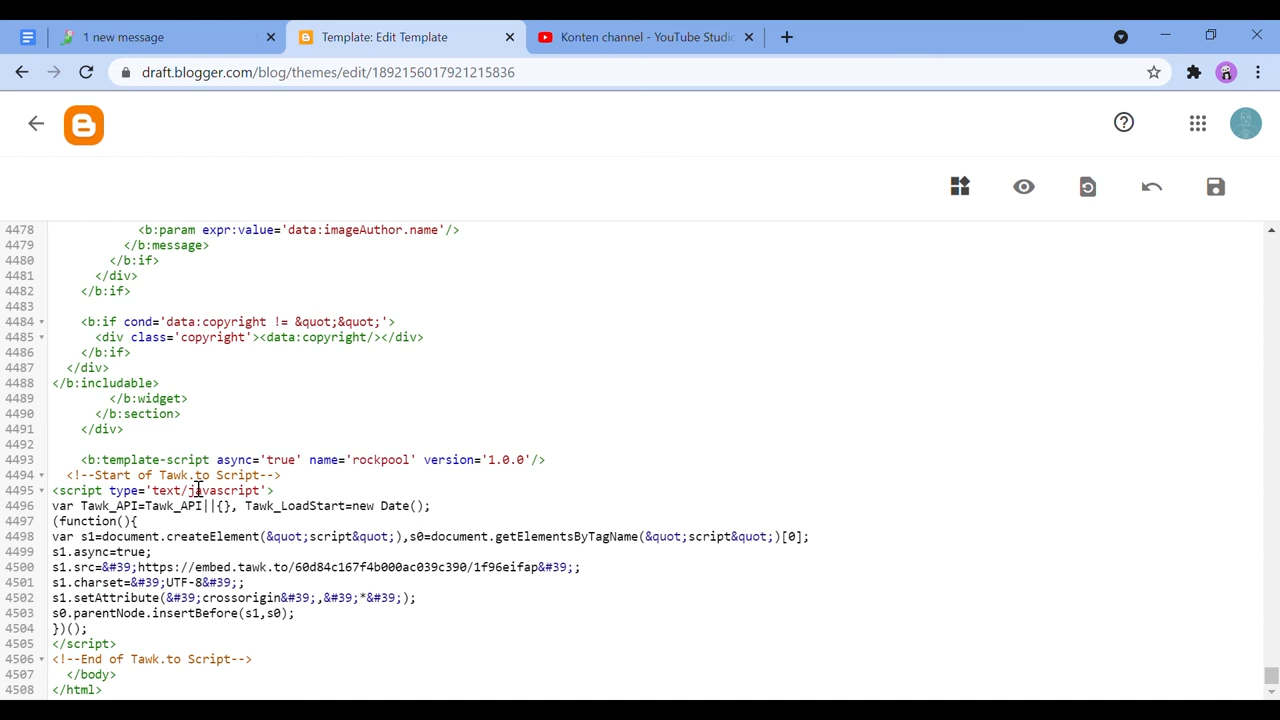 1 new message
Template: Edit Template
Konten channel - YouTube Studio
draft.blogger.com/blog/themes/edit/1892156017921215836
4478 <b:param expr:value='data:imageAuthor.name'/>
4479 </b:message>
4480 </b:if>
4481 </div>
4482 </b:if>
4483
4484 <b:if cond='data:copyright != &quot;&quot;'>
4485 <div class='copyright'><data:copyright/></div>
4486 </b:if>
4487 </div>
4488 </b:includable>
4489 </b:widget>
4490 </b:section>
4491 </div>
4492
4493 <b:template-script async='true' name='rockpool' version='1.0.0'/>
4494 <!--Start of Tawk.to Script-->
4495 <script type='text/javascript'>
4496 var Tawk_API=Tawk_API||{}, Tawk_LoadStart=new Date();
4497 (function(){
4498 var s1=document.createElement(&quot;script&quot;),s0=document.getElementsByTagName(&quot;script&quot;)[0];
4499 s1.async=true;
4500 s1.src=&#39;https://embed.tawk.to/60d84c167f4b000ac039c390/1f96eifap&#39;;
4501 s1.charset=&#39;UTF-8&#39;;
4502 s1.setAttribute(&#39;crossorigin&#39;,&#39;*&#39;);
4503 s0.parentNode.insertBefore(s1,s0);
4504 })();
4505 </script>
4506 <!--End of Tawk.to Script-->
4507 </body>
4508 </html>